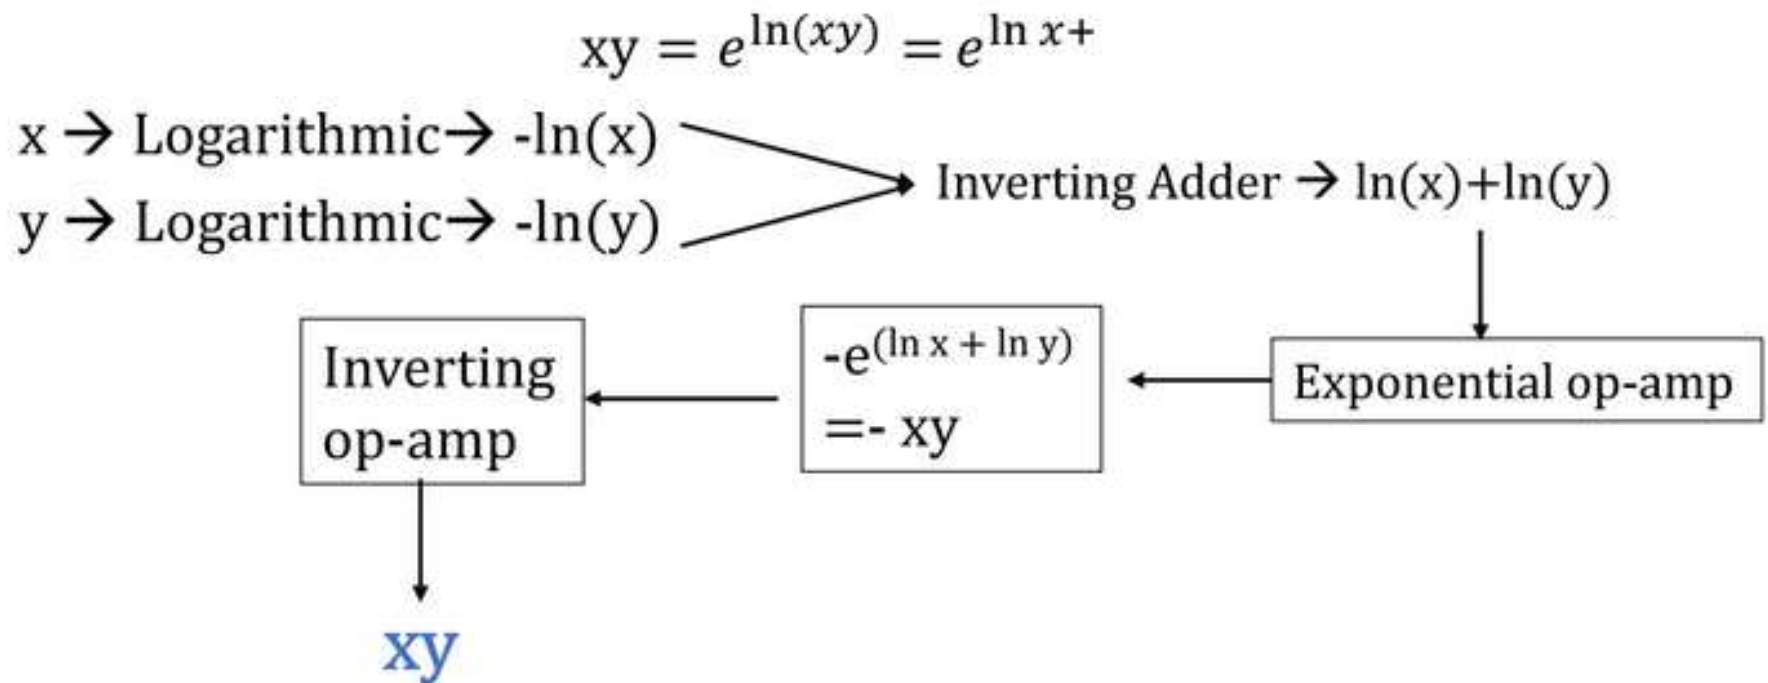 xy = e^ln(xy) = e^ln x+
x → Logarithmic→ -ln(x)
y → Logarithmic→ -ln(y)
Inverting Adder → ln(x)+ln(y)
Exponential op-amp
-e^(ln x + ln y)
=- xy
Inverting
op-amp
xy